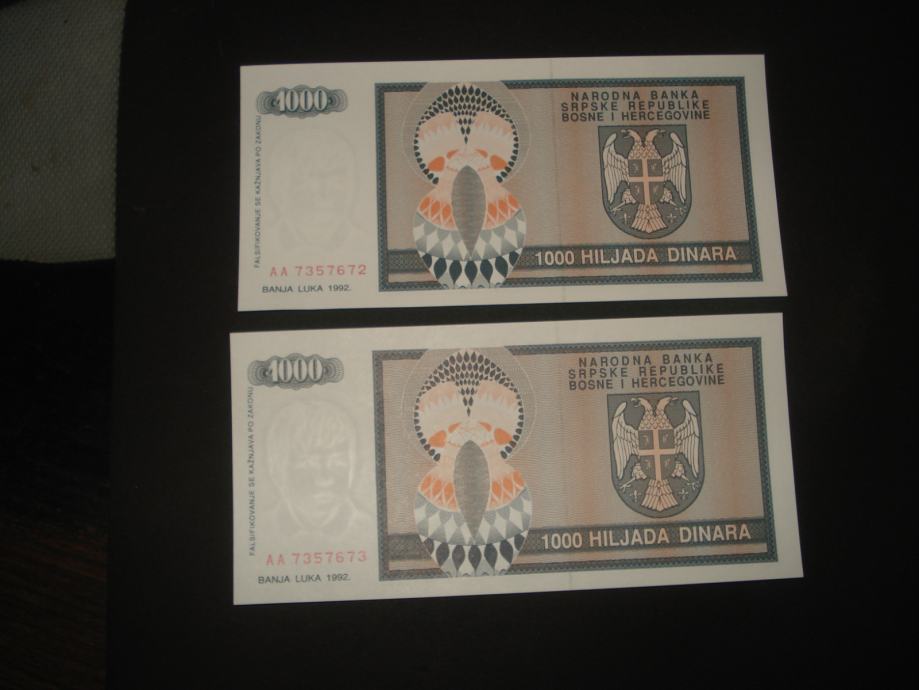 1000
FALSIFIKOVANJE SE KAŽNJAVA PO ZAKONU
NARODNA BANKA
SRPSKE REPUBLIKE
BOSNE I HERCEGOVINE
1000 HILJADA DINARA
AA 7357672
BANJA LUKA 1992.
1000
FALSIFIKOVANJE SE KAŽNJAVA PO ZAKONU
NARODNA BANKA
SRPSKE REPUBLIKE
BOSNE I HERCEGOVINE
1000 HILJADA DINARA
AA 7357673
BANJA LUKA 1992.